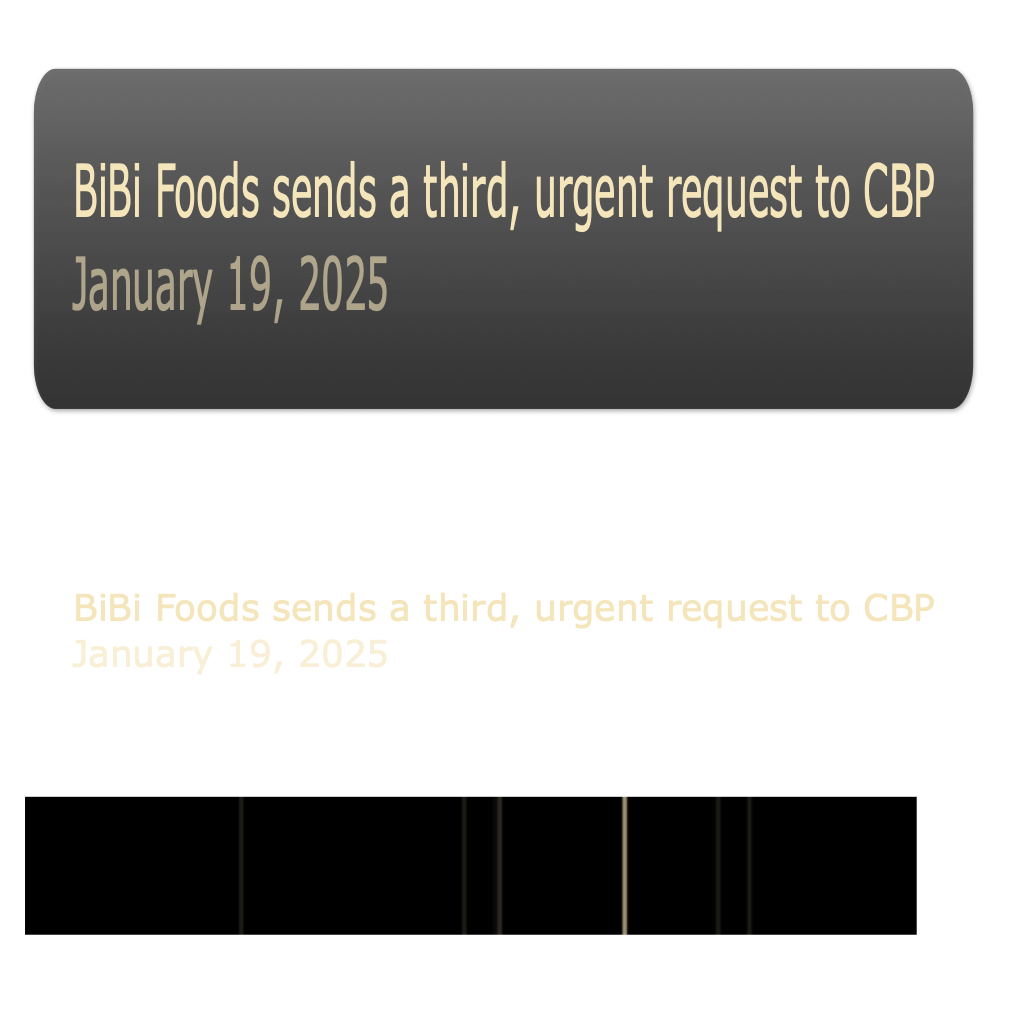 BiBi Foods sends a third, urgent request to CBP
January 19, 2025
BiBi Foods sends a third, urgent request to CBP
January 19, 2025